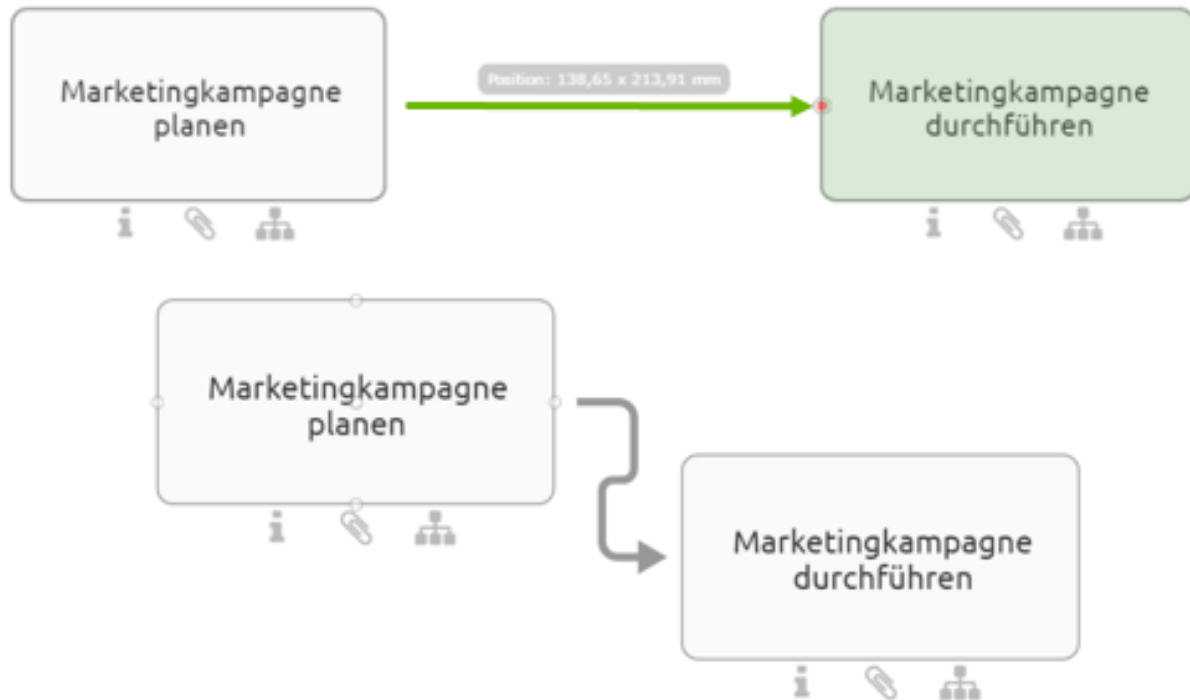 Marketingkampagne
planen
Position: 138,65 x 213,91 mm
Marketingkampagne
durchführen
Marketingkampagne
planen
Marketingkampagne
durchführen